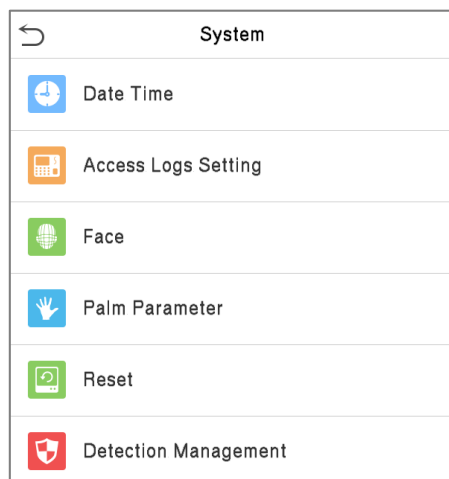 System
Date Time
Access Logs Setting
Face
Palm Parameter
Reset
Detection Management